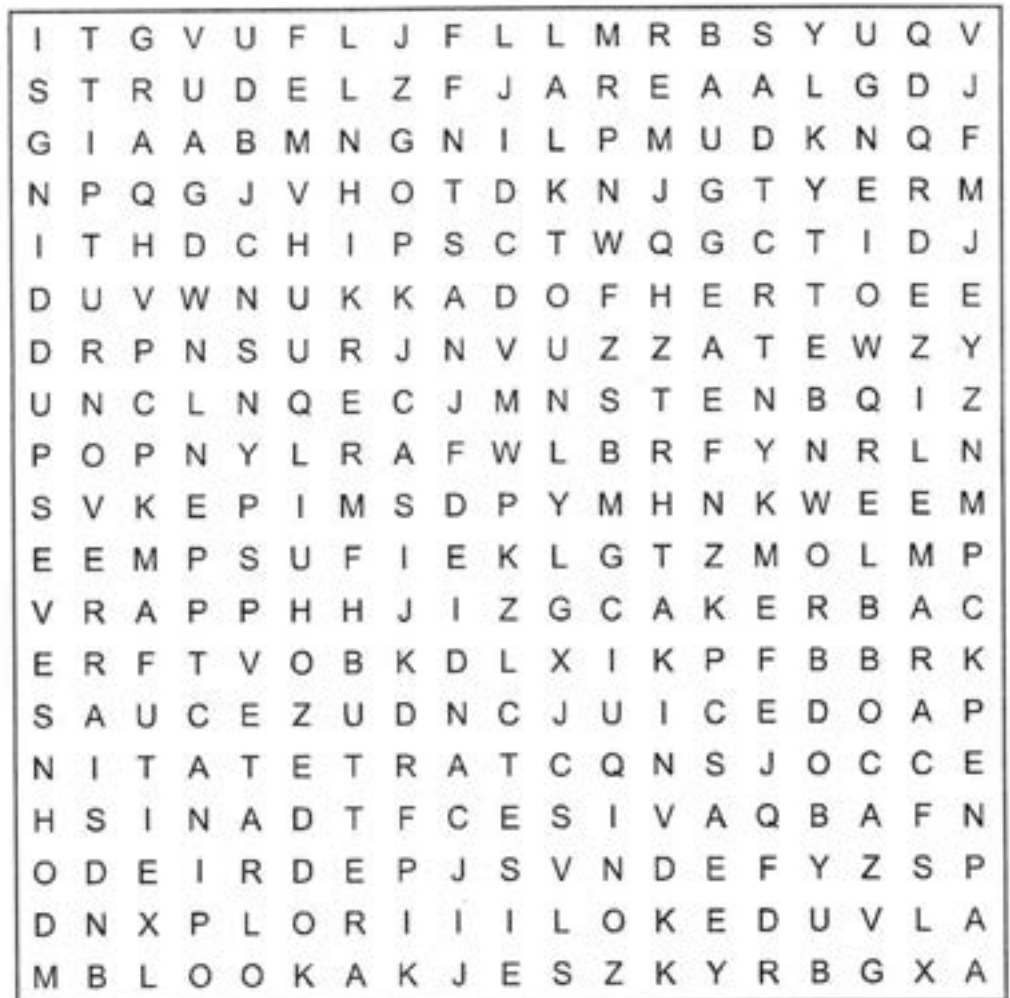 I T G V U F L J F L L M R B S Y U Q V
S T R U D E L Z F J A R E A A L G D J
G I A A B M N G N I L P M U D K N Q F
N P Q G J V H O T D K N J G T Y E R M
I T H D C H I P S C T W Q G C T I D J
D U V W N U K K A D O F H E R T O E E
D R P N S U R J N V U Z Z A T E W Z Y
U N C L N Q E C J M N S T E N B Q I Z
P O P N Y L R A F W L B R F Y N R L N
S V K E P I M S D P Y M H N K W E E M
E E M P S U F I E K L G T Z M O L M P
V R A P P H H J I Z G C A K E R B A C
E R F T V O B K D L X I K P F B B R K
S A U C E Z U D N C J U I C E D O A P
N I T A T E T R A T C Q N S J O C C E
H S I N A D T F C E S I V A Q B A F N
O D E I R D E P J S V N D E F Y Z S P
D N X P L O R I I I L O K E D U V L A
M B L O O K A K J E S Z K Y R B G X A